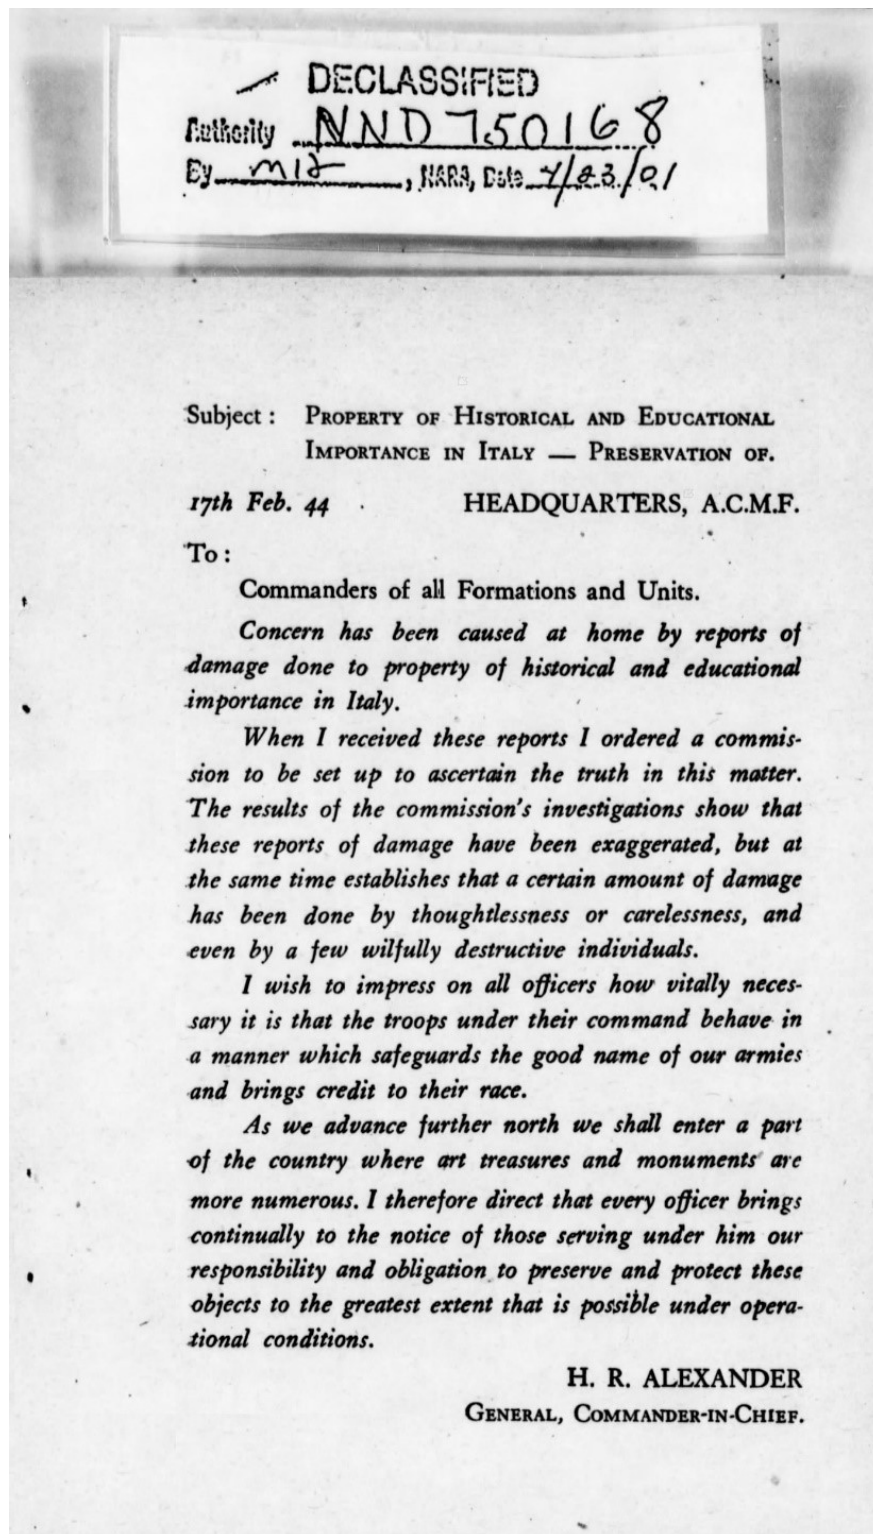 DECLASSIFIED
Authority NND 750168
By , NARA, Date
Subject : PROPERTY OF HISTORICAL AND EDUCATIONAL
IMPORTANCE IN ITALY — PRESERVATION OF.
17th Feb. 44 HEADQUARTERS, A.C.M.F.
To :
Commanders of all Formations and Units.
Concern has been caused at home by reports of
damage done to property of historical and educational
importance in Italy.
When I received these reports I ordered a commis-
sion to be set up to ascertain the truth in this matter.
The results of the commission's investigations show that
these reports of damage have been exaggerated, but at
the same time establishes that a certain amount of damage
has been done by thoughtlessness or carelessness, and
even by a few wilfully destructive individuals.
I wish to impress on all officers how vitally neces-
sary it is that the troops under their command behave in
a manner which safeguards the good name of our armies
and brings credit to their race.
As we advance further north we shall enter a part
of the country where art treasures and monuments are
more numerous. I therefore direct that every officer brings
continually to the notice of those serving under him our
responsibility and obligation to preserve and protect these
objects to the greatest extent that is possible under opera-
tional conditions.
H. R. ALEXANDER
GENERAL, COMMANDER-IN-CHIEF.